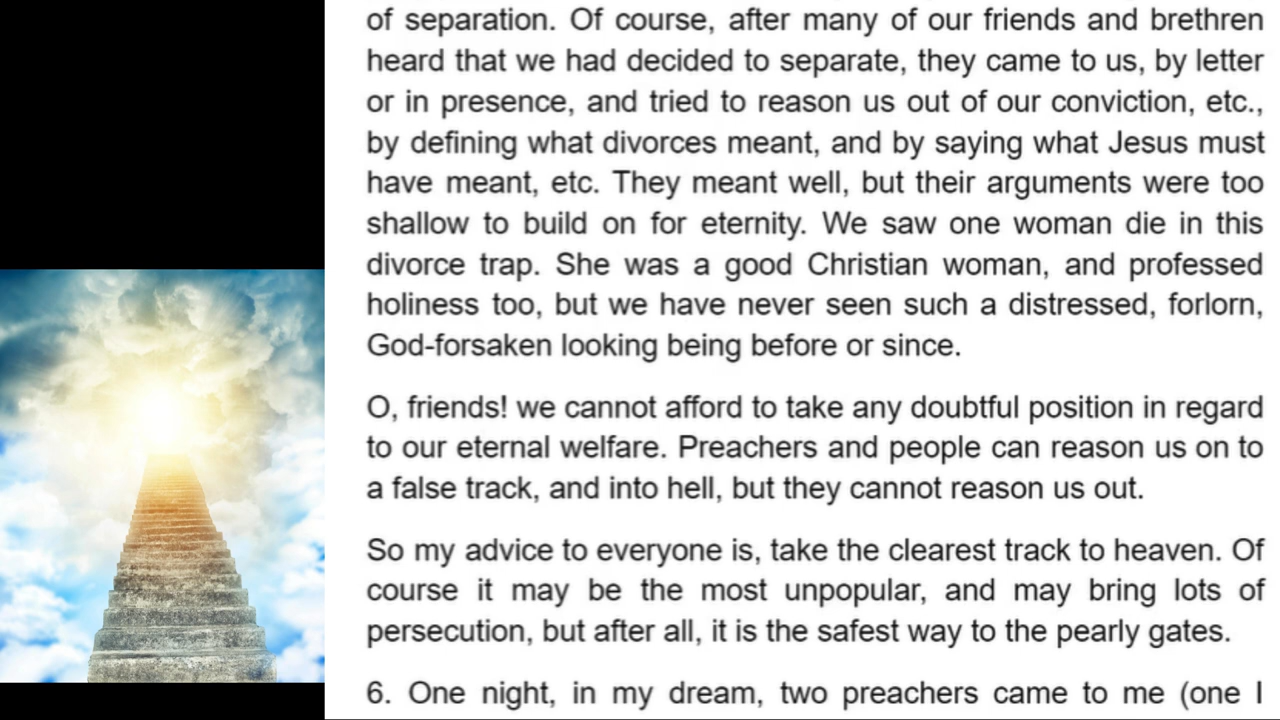 of separation. Of course, after many of our friends and brethren
heard that we had decided to separate, they came to us, by letter
or in presence, and tried to reason us out of our conviction, etc.,
by defining what divorces meant, and by saying what Jesus must
have meant, etc. They meant well, but their arguments were too
shallow to build on for eternity. We saw one woman die in this
divorce trap. She was a good Christian woman, and professed
holiness too, but we have never seen such a distressed, forlorn,
God-forsaken looking being before or since.
O, friends! we cannot afford to take any doubtful position in regard
to our eternal welfare. Preachers and people can reason us on to
a false track, and into hell, but they cannot reason us out.
So my advice to everyone is, take the clearest track to heaven. Of
course it may be the most unpopular, and may bring lots of
persecution, but after all, it is the safest way to the pearly gates.
6. One night, in my dream, two preachers came to me (one I